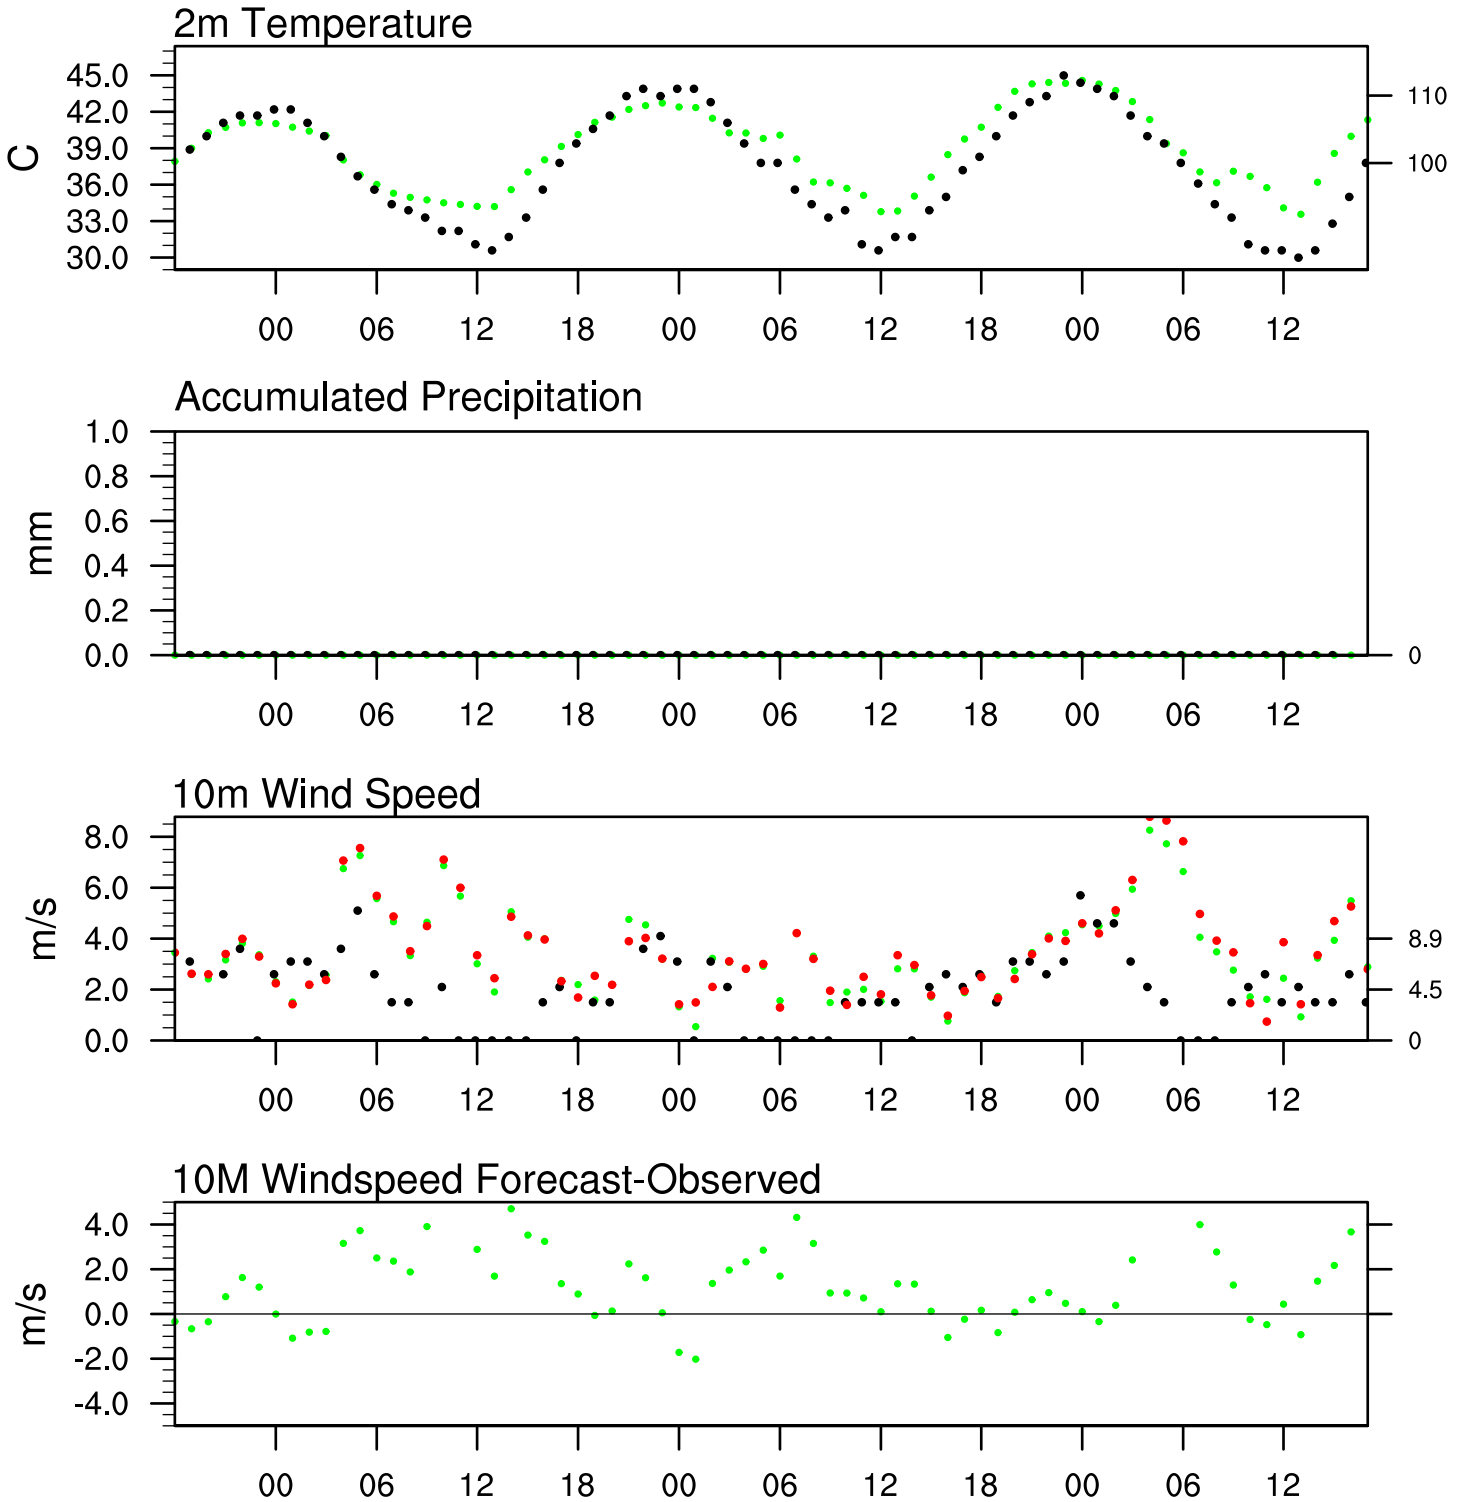 2m Temperature
45.0
42.0
39.0
36.0
33.0
30.0
C
110
100
00 06 12 18 00 06 12 18 00 06 12
Accumulated Precipitation
1.0
0.8
0.6
0.4
0.2
0.0
mm
0
00 06 12 18 00 06 12 18 00 06 12
10m Wind Speed
8.0
6.0
4.0
2.0
0.0
m/s
8.9
4.5
0
00 06 12 18 00 06 12 18 00 06 12
10M Windspeed Forecast-Observed
4.0
2.0
0.0
-2.0
-4.0
m/s
00 06 12 18 00 06 12 18 00 06 12